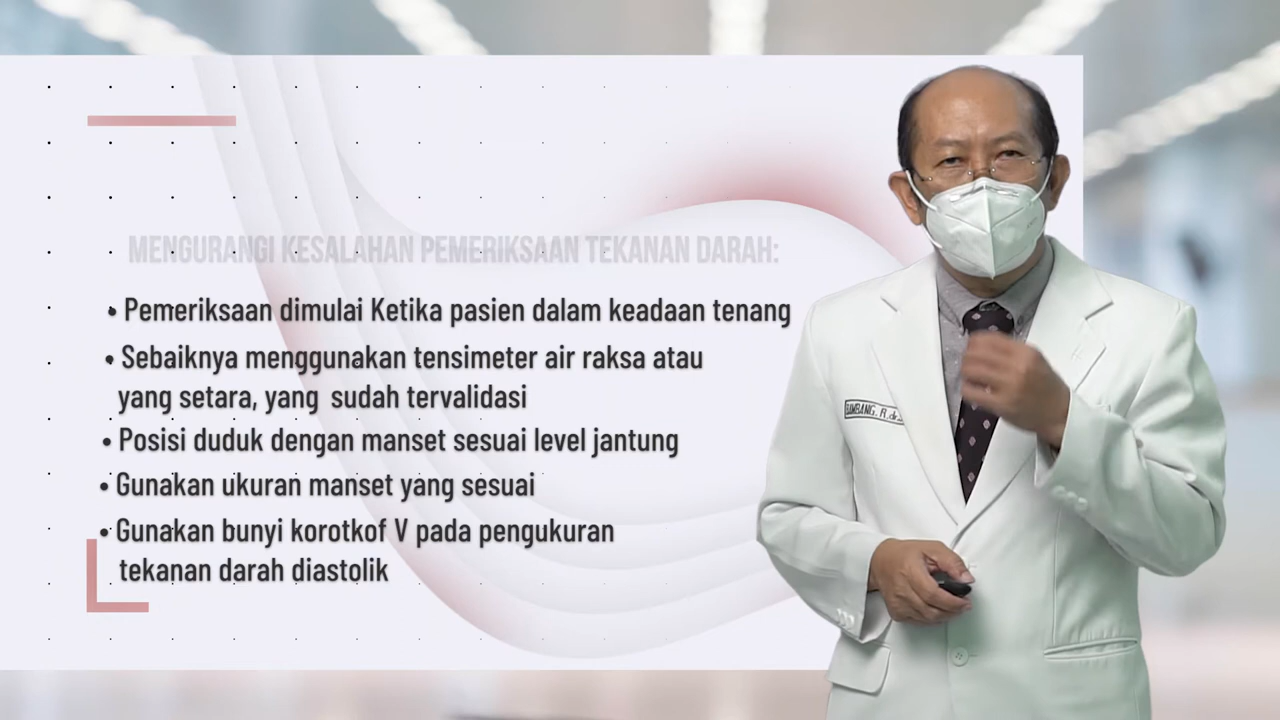 MENGURANGI KESALAHAN PEMERIKSAAN TEKANAN DARAH:
• Pemeriksaan dimulai Ketika pasien dalam keadaan tenang
• Sebaiknya menggunakan tensimeter air raksa atau
yang setara, yang sudah tervalidasi
• Posisi duduk dengan manset sesuai level jantung
• Gunakan ukuran manset yang sesuai
• Gunakan bunyi korotkof V pada pengukuran
tekanan darah diastolik
BAMBANG. R.dr.